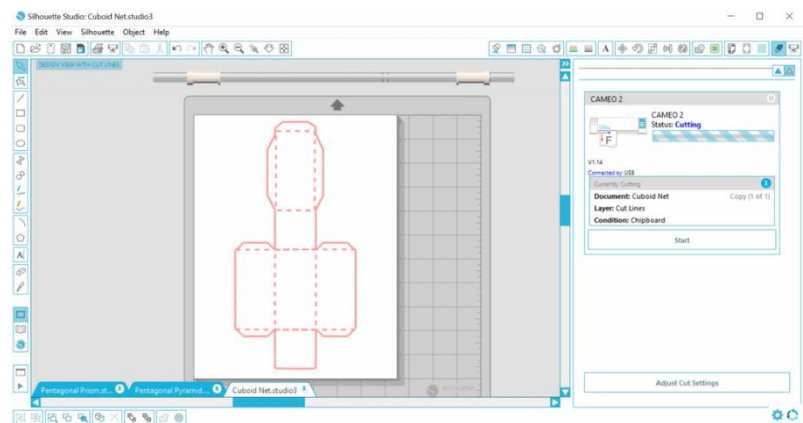 Silhouette Studio: Cuboid Net.studio3
File Edit View Silhouette Object Help
DESIGN VIEW WITH CUT LINES
CAMEO 2
CAMEO 2
Status: Cutting
V1.14
Connected by: USB
Currently Cutting
Document: Cuboid Net Copy (1 of 1)
Layer: Cut Lines
Condition: Chipboard
Start
silhouette
Pentagonal Prism.st... Pentagonal Pyramid... Cuboid Net.studio3
Adjust Cut Settings